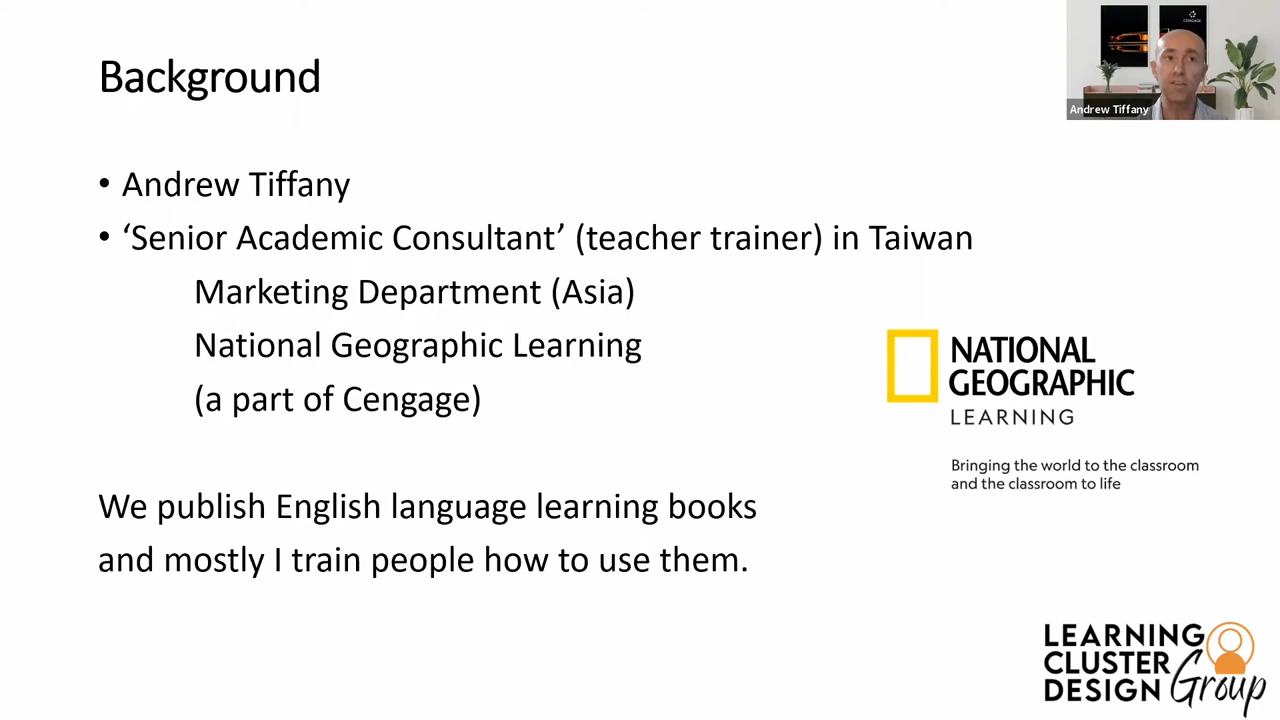 Background
CENGAGE
Andrew Tiffany
• Andrew Tiffany
• ‘Senior Academic Consultant’ (teacher trainer) in Taiwan
Marketing Department (Asia)
National Geographic Learning
(a part of Cengage)
NATIONAL
GEOGRAPHIC
LEARNING
Bringing the world to the classroom
and the classroom to life
We publish English language learning books
and mostly I train people how to use them.
LEARNING
CLUSTER
DESIGN Group